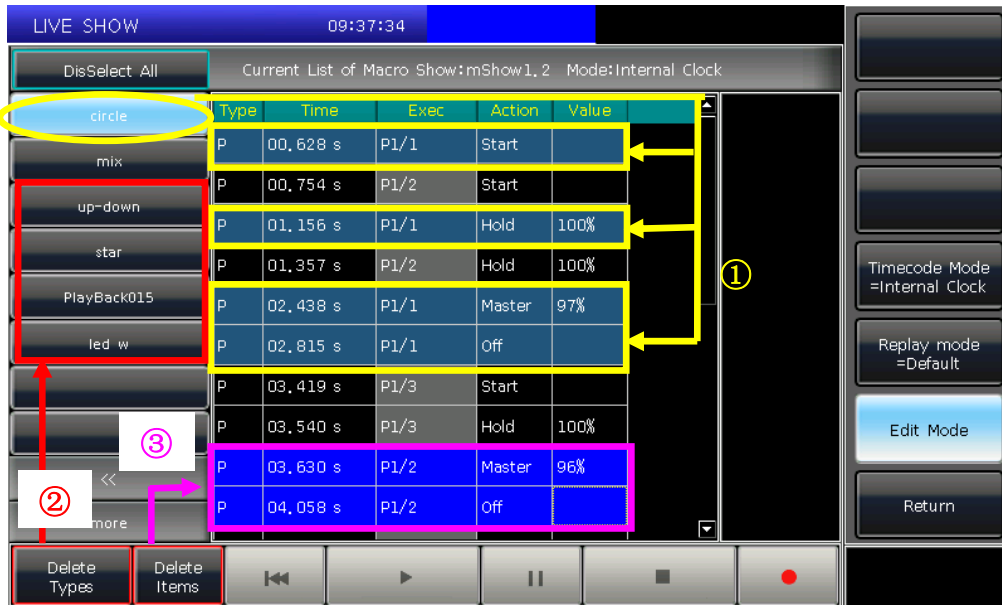 LIVE SHOW 09:37:34
DisSelect All
Current List of Macro Show:mShow1.2 Mode:Internal Clock
circle
mix
up-down
star
PlayBack015
led w
<<
more
Type Time Exec Action Value
P 00.628 s P1/1 Start
P 00.754 s P1/2 Start
P 01.156 s P1/1 Hold 100%
P 01.357 s P1/2 Hold 100%
P 02.438 s P1/1 Master 97%
P 02.815 s P1/1 Off
P 03.419 s P1/3 Start
P 03.540 s P1/3 Hold 100%
P 03.630 s P1/2 Master 96%
P 04.058 s P1/2 Off
①
②
③
Timecode Mode
=Internal Clock
Replay mode
=Default
Edit Mode
Return
Delete
Types
Delete
Items